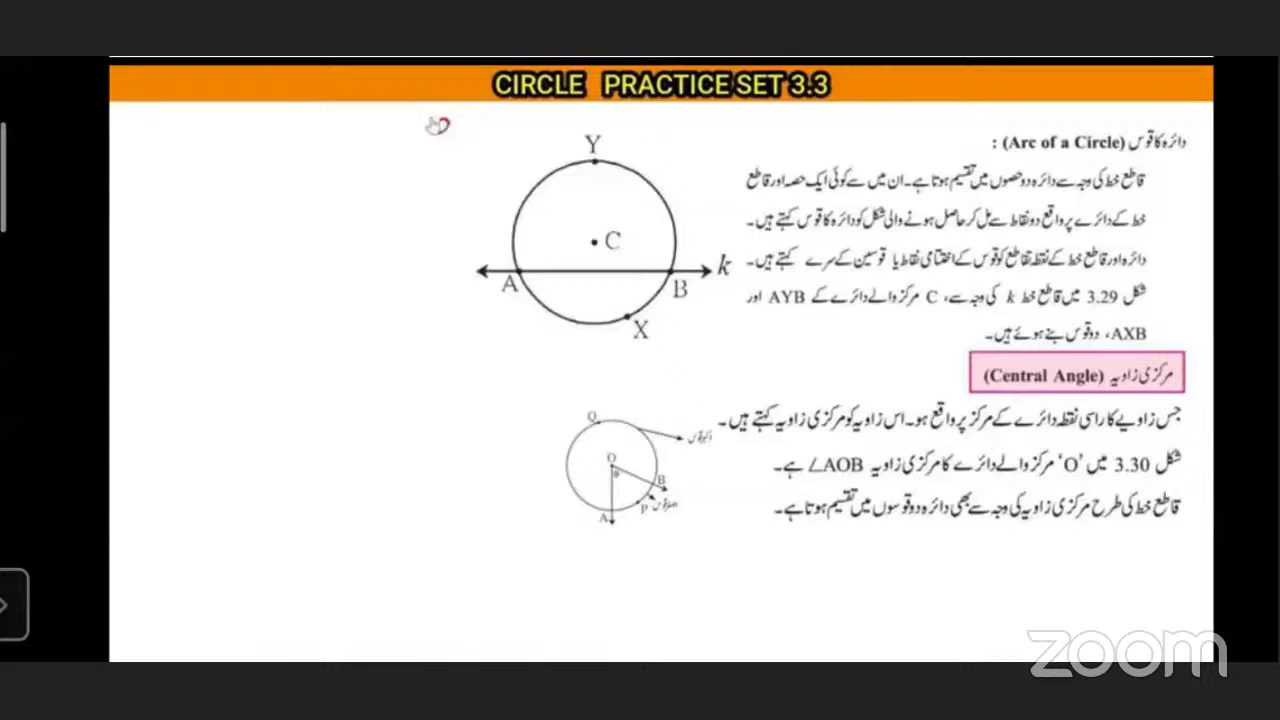 CIRCLE PRACTICE SET 3.3
دائرہ کا قوس (Arc of a Circle) :
قاطع خط کی وجہ سے دائرہ دو حصوں میں تقسیم ہوتا ہے۔ ان میں سے کوئی ایک حصہ اور قاطع
خط کے دائرے پر واقع دو نقاط سے مل کر حاصل ہونے والی شکل کو دائرہ کا قوس کہتے ہیں۔
دائرہ اور قاطع خط کے نقطہ تقاطع کو قوس کے اختتامی نقاط یا قوسین کے سرے کہتے ہیں۔
شکل 3.29 میں قاطع خط k کی وجہ سے، C مرکز والے دائرے کے AYB اور
AXB، دو قوس بنے ہوئے ہیں۔
Y
C
k
A
B
X
مرکزی زاویہ (Central Angle)
جس زاویے کا راسی نقطہ دائرے کے مرکز پر واقع ہو۔ اس زاویہ کو مرکزی زاویہ کہتے ہیں۔
شکل 3.30 میں ’O‘ مرکز والے دائرے کا مرکزی زاویہ ∠AOB ہے۔
قاطع خط کی طرح مرکزی زاویہ کی وجہ سے بھی دائرہ دو قوسوں میں تقسیم ہوتا ہے۔
Q
اکبر قوس
O
θ
B
A
P
اصغر قوس
zoom